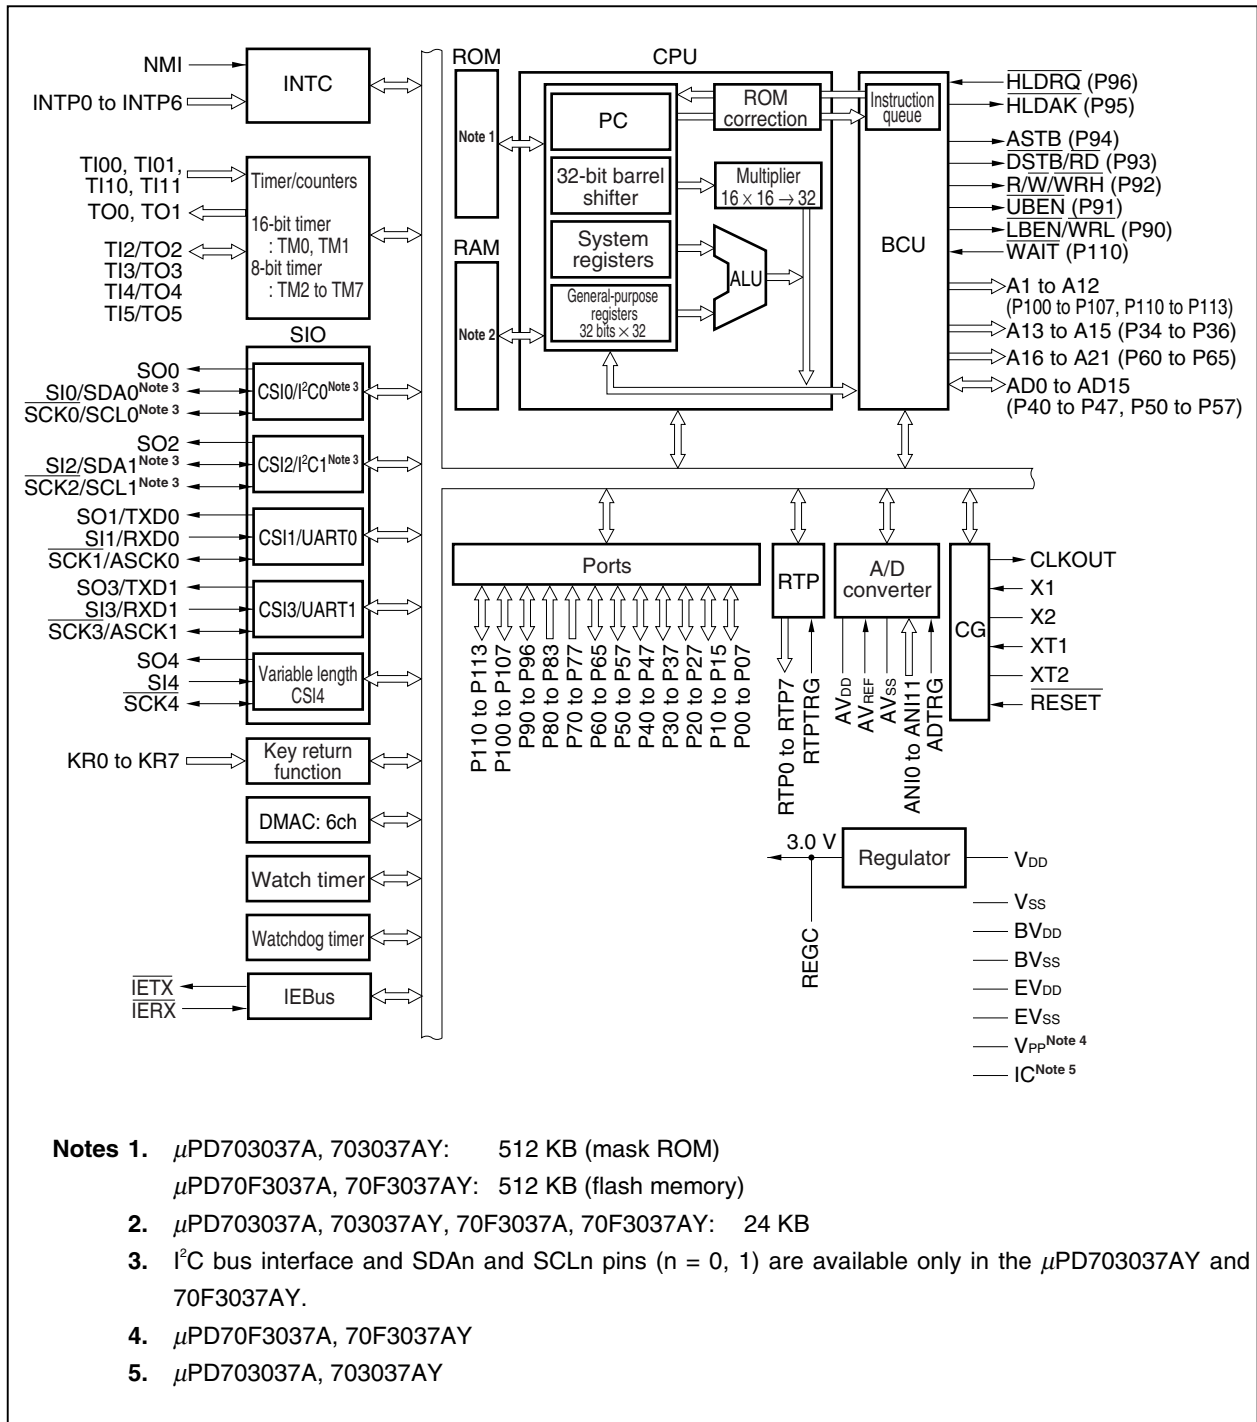 NMI
INTP0 to INTP6
INTC
TI00, TI01,
TI10, TI11
TO0, TO1
TI2/TO2
TI3/TO3
TI4/TO4
TI5/TO5
Timer/counters
16-bit timer
: TM0, TM1
8-bit timer
: TM2 to TM7
SIO
SO0
SI0/SDA0Note 3
SCK0/SCL0Note 3
CSI0/I²C0Note 3
SO2
SI2/SDA1Note 3
SCK2/SCL1Note 3
CSI2/I²C1Note 3
SO1/TXD0
SI1/RXD0
SCK1/ASCK0
CSI1/UART0
SO3/TXD1
SI3/RXD1
SCK3/ASCK1
CSI3/UART1
SO4
SI4
SCK4
Variable length
CSI4
KR0 to KR7
Key return
function
DMAC: 6ch
Watch timer
Watchdog timer
IETX
IERX
IEBus
ROM
Note 1
RAM
Note 2
CPU
PC
32-bit barrel
shifter
System
registers
General-purpose
registers
32 bits × 32
ROM
correction
Multiplier
16 × 16 → 32
ALU
Instruction
queue
BCU
HLDRQ (P96)
HLDAK (P95)
ASTB (P94)
DSTB/RD (P93)
R/W/WRH (P92)
UBEN (P91)
LBEN/WRL (P90)
WAIT (P110)
A1 to A12
(P100 to P107, P110 to P113)
A13 to A15 (P34 to P36)
A16 to A21 (P60 to P65)
AD0 to AD15
(P40 to P47, P50 to P57)
Ports
P110 to P113
P100 to P107
P90 to P96
P80 to P83
P70 to P77
P60 to P65
P50 to P57
P40 to P47
P30 to P37
P20 to P27
P10 to P15
P00 to P07
RTP
RTP0 to RTP7
RTPTRG
A/D
converter
AVDD
AVREF
AVSS
ANI0 to ANI11
ADTRG
CG
CLKOUT
X1
X2
XT1
XT2
RESET
3.0 V
Regulator
REGC
VDD
VSS
BVDD
BVSS
EVDD
EVSS
VPPNote 4
ICNote 5
Notes 1. μPD703037A, 703037AY: 512 KB (mask ROM)
μPD70F3037A, 70F3037AY: 512 KB (flash memory)
2. μPD703037A, 703037AY, 70F3037A, 70F3037AY: 24 KB
3. I²C bus interface and SDAn and SCLn pins (n = 0, 1) are available only in the μPD703037AY and
70F3037AY.
4. μPD70F3037A, 70F3037AY
5. μPD703037A, 703037AY